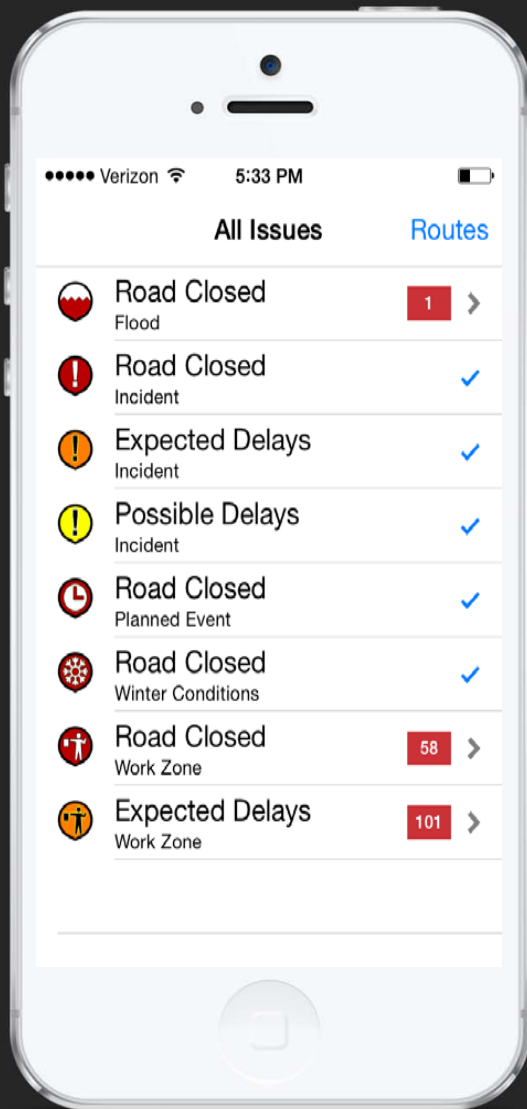 Verizon 5:33 PM
All Issues Routes
Road Closed
Flood
1
Road Closed
Incident
Expected Delays
Incident
Possible Delays
Incident
Road Closed
Planned Event
Road Closed
Winter Conditions
Road Closed
Work Zone
58
Expected Delays
Work Zone
101